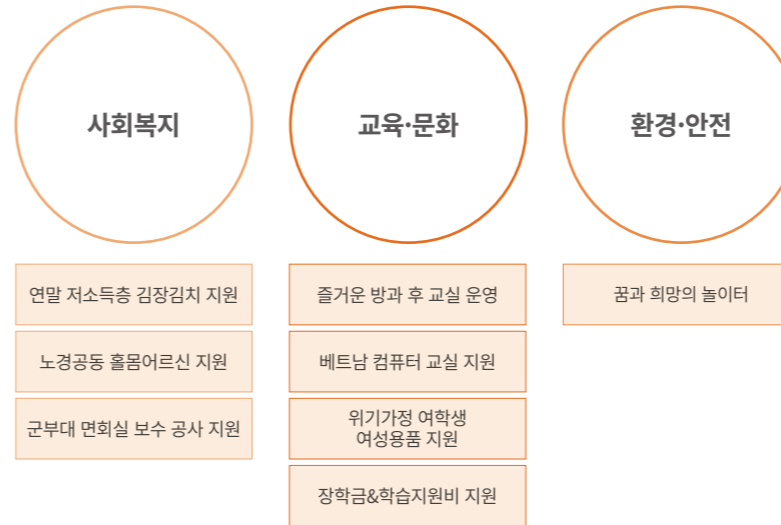 사회복지
연말 저소득층 김장김치 지원
노경공동 홀몸어르신 지원
군부대 면회실 보수 공사 지원
교육·문화
즐거운 방과 후 교실 운영
베트남 컴퓨터 교실 지원
위기가정 여학생
여성용품 지원
장학금&학습지원비 지원
환경·안전
꿈과 희망의 놀이터